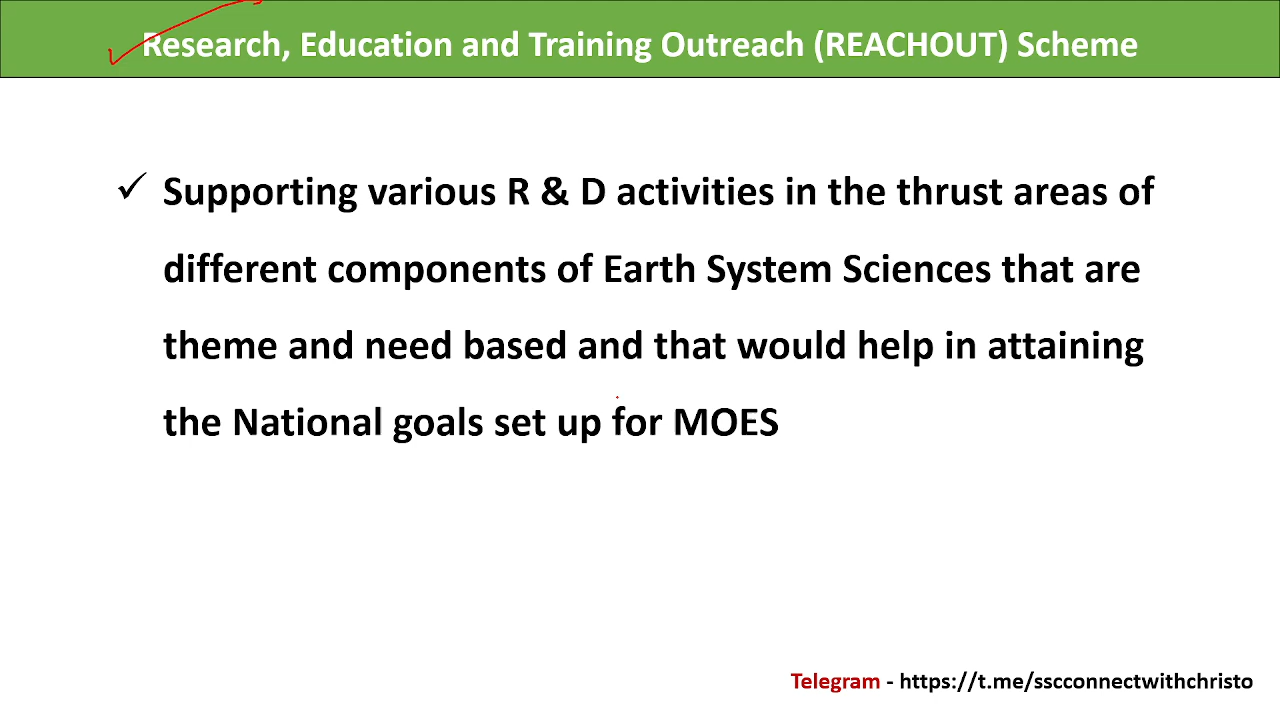 Research, Education and Training Outreach (REACHOUT) Scheme
✓ Supporting various R & D activities in the thrust areas of
different components of Earth System Sciences that are
theme and need based and that would help in attaining
the National goals set up for MOES
Telegram - https://t.me/sscconnectwithchristo